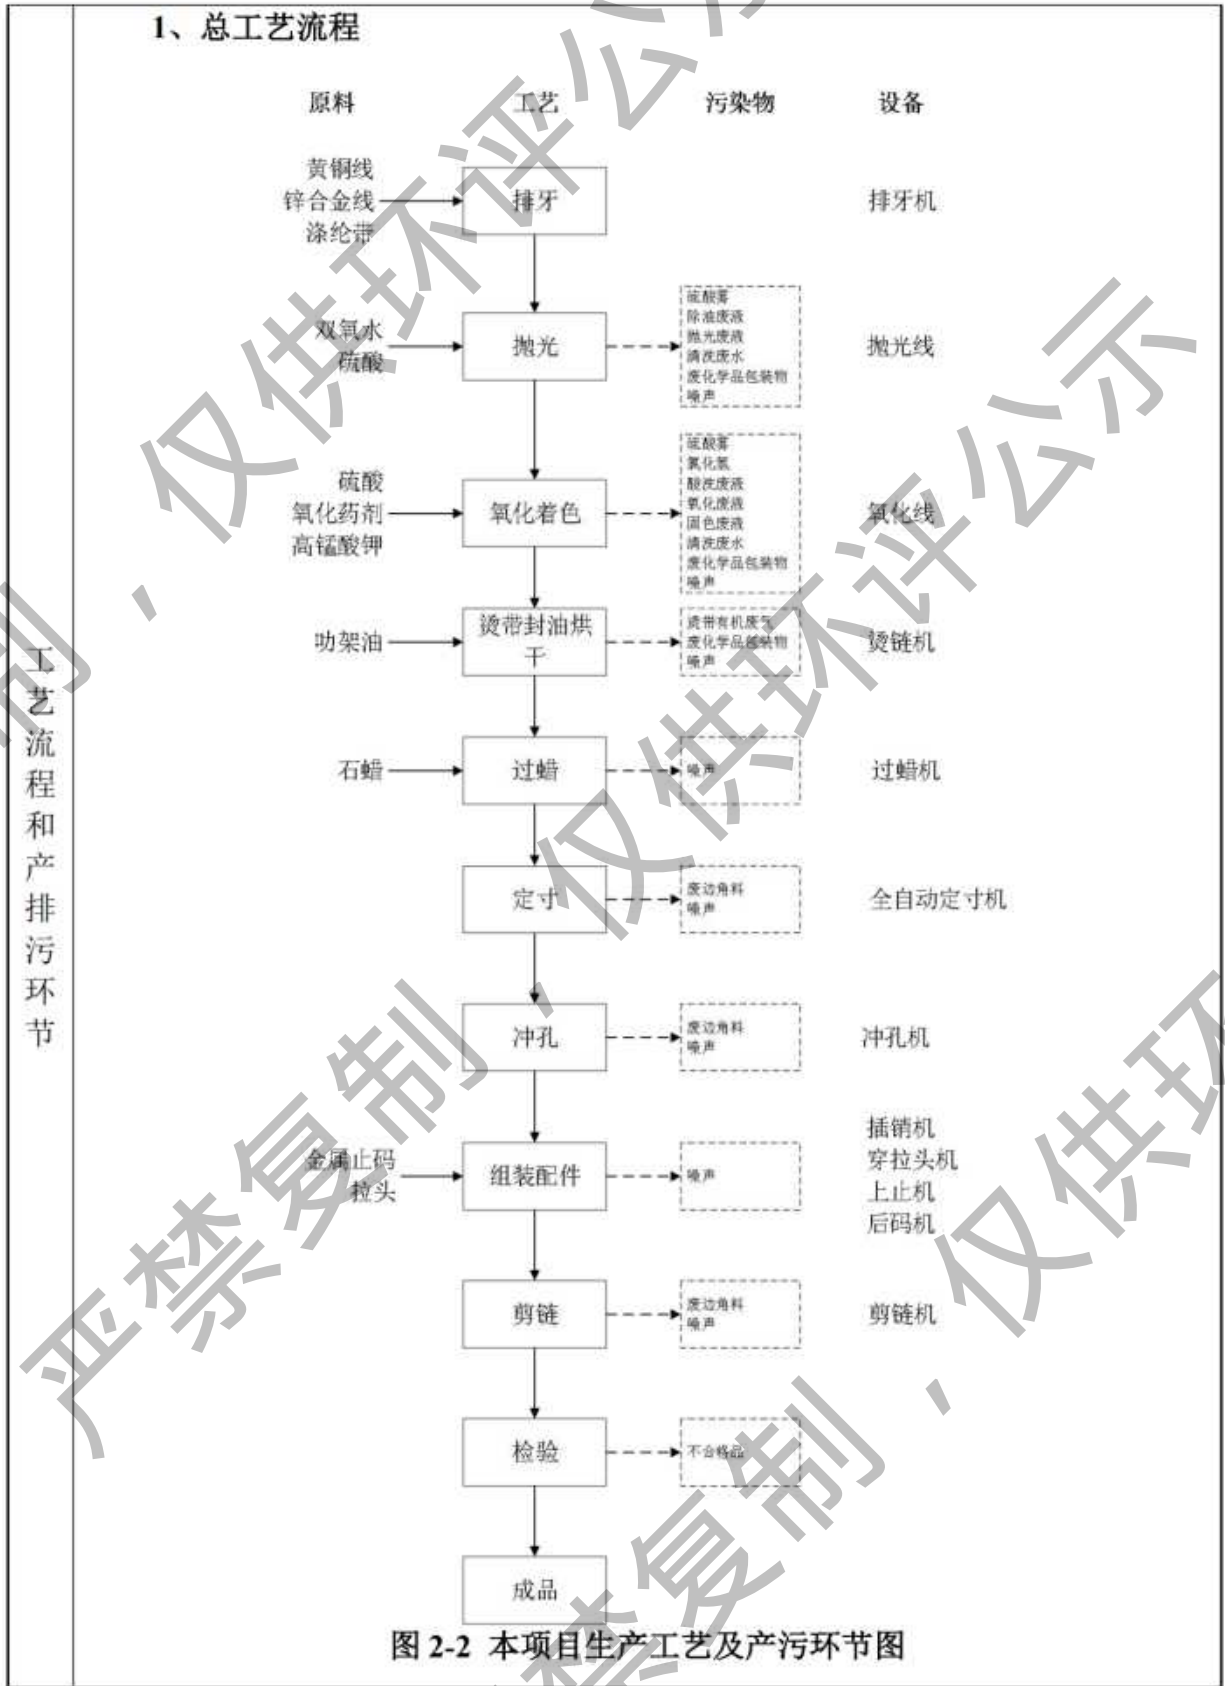 1、总工艺流程
原料 工艺 污染物 设备
黄铜线
锌合金线
涤纶带
排牙
排牙机
双氧水
硫酸
抛光
硫酸雾
除油废液
抛光废液
清洗废水
废化学品包装物
噪声
抛光线
硫酸
氧化药剂
高锰酸钾
氧化着色
硫酸雾
氯化氢
酸洗废液
氧化废液
固色废液
清洗废水
废化学品包装物
噪声
氧化线
叻架油
烫带封油烘
干
烫带有机废气
废化学品包装物
噪声
烫链机
石蜡
过蜡
噪声
过蜡机
定寸
废边角料
噪声
全自动定寸机
冲孔
废边角料
噪声
冲孔机
金属止码
拉头
组装配件
噪声
插销机
穿拉头机
上止机
后码机
剪链
废边角料
噪声
剪链机
检验
不合格品
成品
图 2-2 本项目生产工艺及产污环节图
工艺流程和产排污环节
严禁复制，仅供环评公示